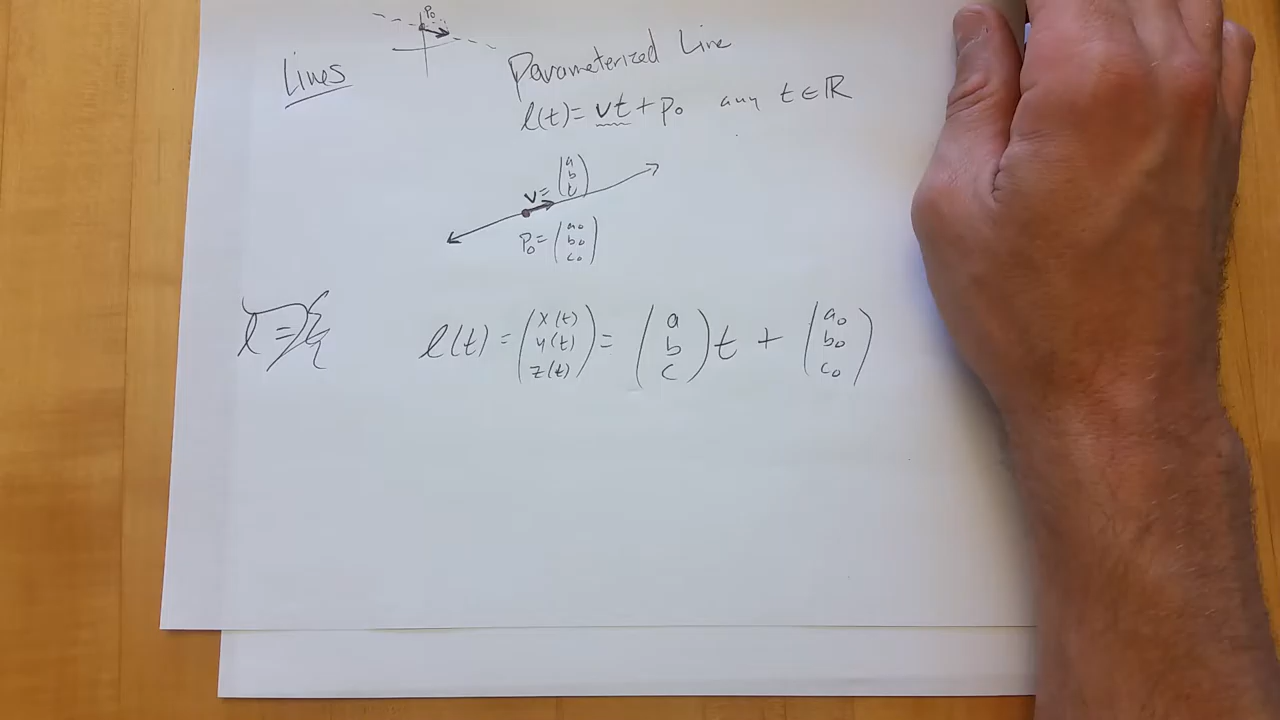 P₀
Lines
Parameterized Line
ℓ(t) = vt + p₀ any t ∈ ℝ
v = (a b c)
P₀ = (a₀ b₀ c₀)
ℓ = {
ℓ(t) = (x(t) y(t) z(t)) = (a b c) t + (a₀ b₀ c₀)